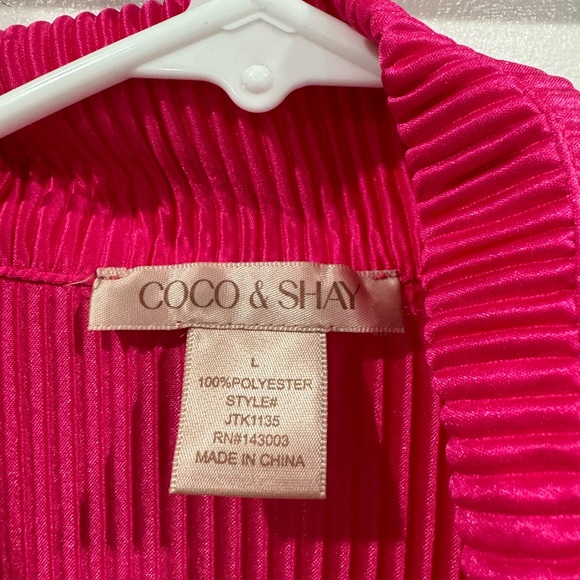 COCO & SHAY
L
100%POLYESTER
STYLE#
JTK1135
RN#143003
MADE IN CHINA